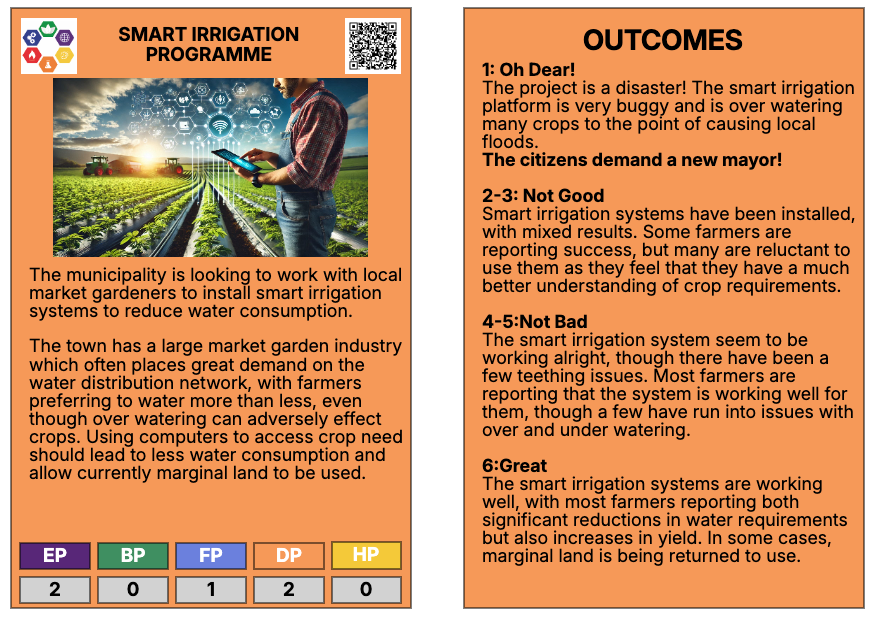 SMART IRRIGATION
PROGRAMME
The municipality is looking to work with local
market gardeners to install smart irrigation
systems to reduce water consumption.
The town has a large market garden industry
which often places great demand on the
water distribution network, with farmers
preferring to water more than less, even
though over watering can adversely effect
crops. Using computers to access crop need
should lead to less water consumption and
allow currently marginal land to be used.
EP BP FP DP HP
2 0 1 2 0
OUTCOMES
1: Oh Dear!
The project is a disaster! The smart irrigation
platform is very buggy and is over watering
many crops to the point of causing local
floods.
The citizens demand a new mayor!
2-3: Not Good
Smart irrigation systems have been installed,
with mixed results. Some farmers are
reporting success, but many are reluctant to
use them as they feel that they have a much
better understanding of crop requirements.
4-5:Not Bad
The smart irrigation system seem to be
working alright, though there have been a
few teething issues. Most farmers are
reporting that the system is working well for
them, though a few have run into issues with
over and under watering.
6:Great
The smart irrigation systems are working
well, with most farmers reporting both
significant reductions in water requirements
but also increases in yield. In some cases,
marginal land is being returned to use.